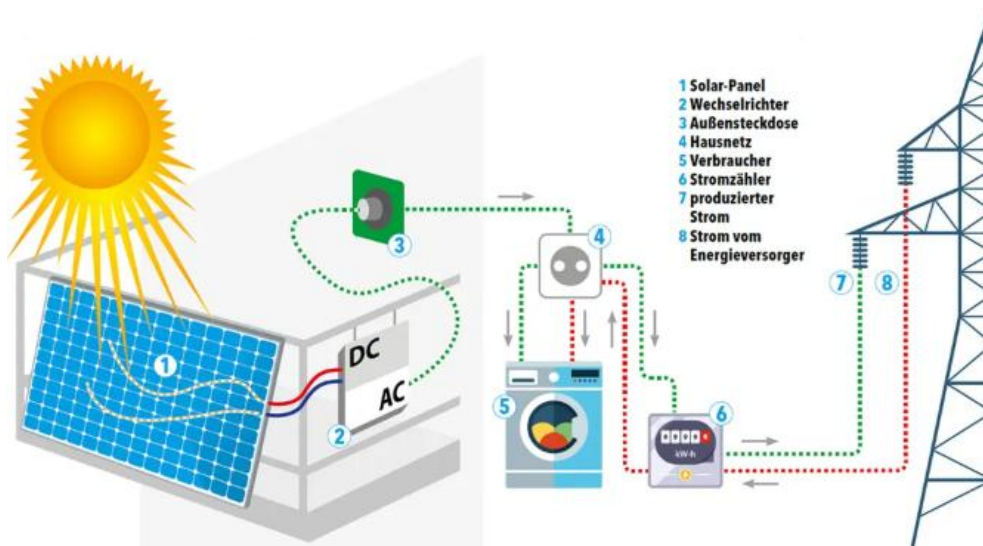 1 Solar-Panel
2 Wechselrichter
3 Außensteckdose
4 Hausnetz
5 Verbraucher
6 Stromzähler
7 produzierter
Strom
8 Strom vom
Energieversorger
3
4
7
8
1
DC
AC
2
5
6
kW·h